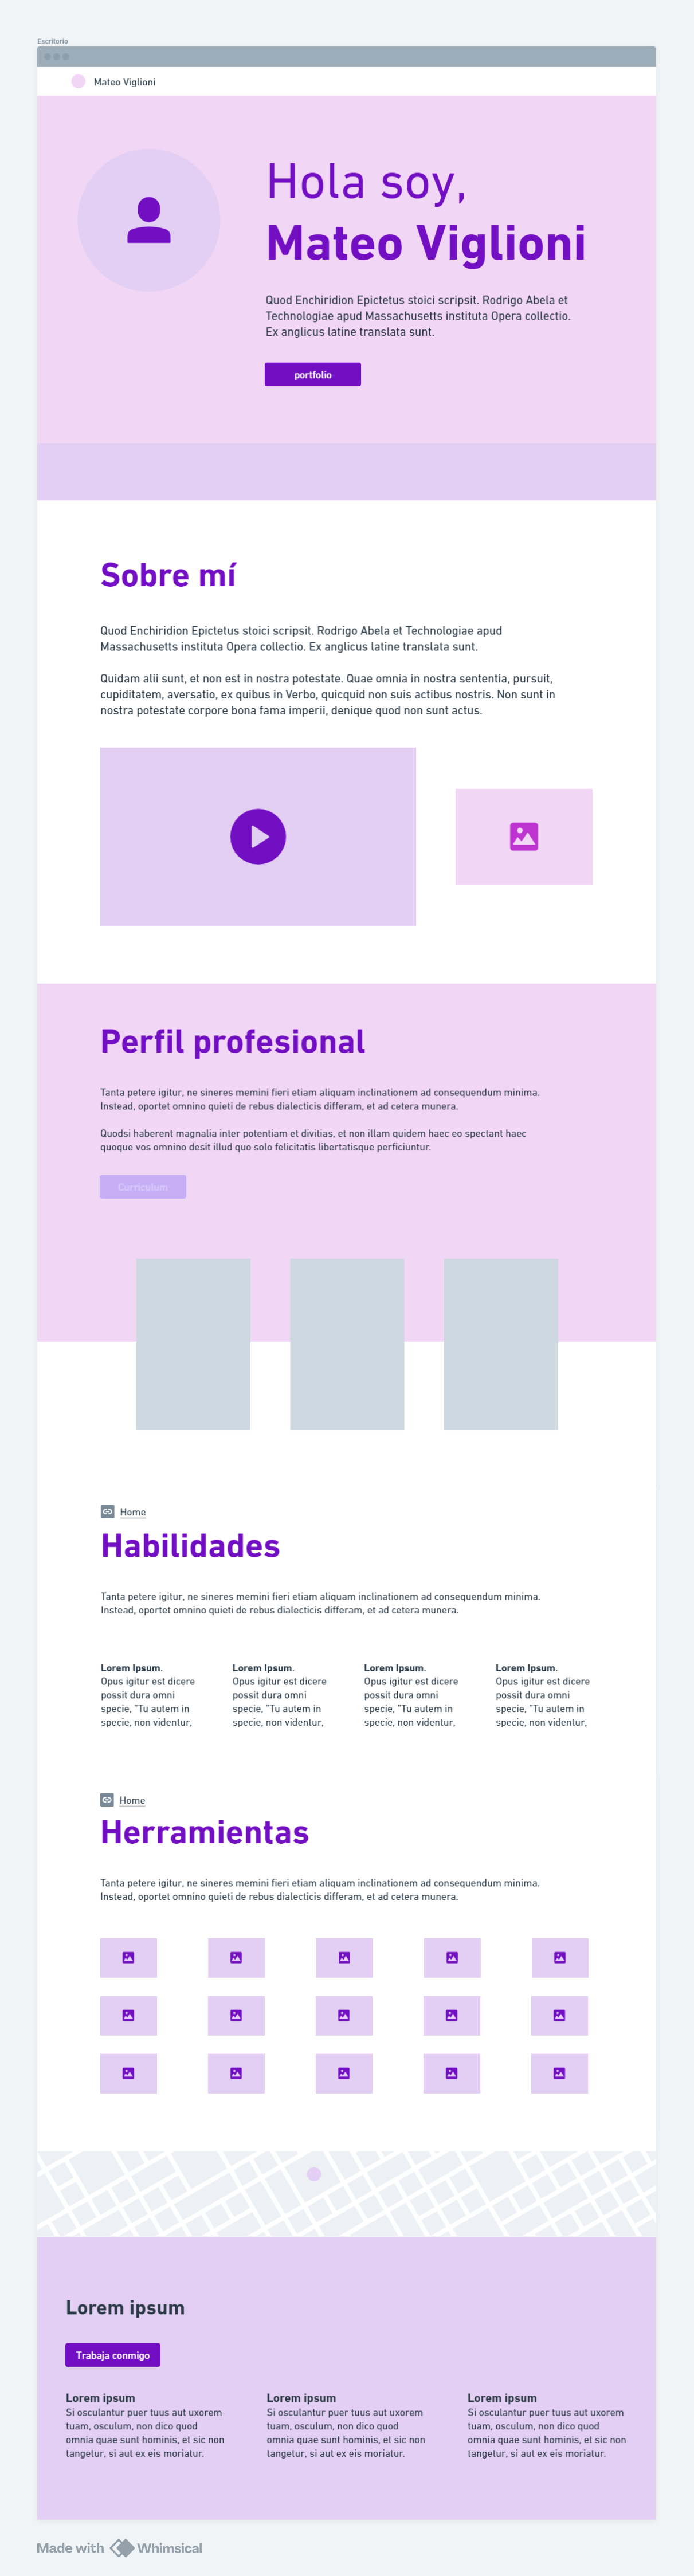 Escritorio
Mateo Viglioni
Hola soy,
Mateo Viglioni
Quod Enchiridion Epictetus stoici scripsit. Rodrigo Abela et
Technologiae apud Massachusetts instituta Opera collectio.
Ex anglicus latine translata sunt.
portfolio
Sobre mí
Quod Enchiridion Epictetus stoici scripsit. Rodrigo Abela et Technologiae apud
Massachusetts instituta Opera collectio. Ex anglicus latine translata sunt.
Quidam alii sunt, et non est in nostra potestate. Quae omnia in nostra sententia, pursuit,
cupiditatem, aversatio, ex quibus in Verbo, quicquid non suis actibus nostris. Non sunt in
nostra potestate corpore bona fama imperii, denique quod non sunt actus.
Perfil profesional
Tanta petere igitur, ne sineres memini fieri etiam aliquam inclinationem ad consequendum minima.
Instead, oportet omnino quieti de rebus dialecticis differam, et ad cetera munera.
Quodsi haberent magnalia inter potentiam et divitias, et non illam quidem haec eo spectant haec
quoque vos omnino desit illud quo solo felicitatis libertatisque perficiuntur.
Curriculum
Home
Habilidades
Tanta petere igitur, ne sineres memini fieri etiam aliquam inclinationem ad consequendum minima.
Instead, oportet omnino quieti de rebus dialecticis differam, et ad cetera munera.
Lorem Ipsum.
Opus igitur est dicere
possit dura omni
specie, "Tu autem in
specie, non videntur,
Lorem Ipsum.
Opus igitur est dicere
possit dura omni
specie, "Tu autem in
specie, non videntur,
Lorem Ipsum.
Opus igitur est dicere
possit dura omni
specie, "Tu autem in
specie, non videntur,
Lorem Ipsum.
Opus igitur est dicere
possit dura omni
specie, "Tu autem in
specie, non videntur,
Home
Herramientas
Tanta petere igitur, ne sineres memini fieri etiam aliquam inclinationem ad consequendum minima.
Instead, oportet omnino quieti de rebus dialecticis differam, et ad cetera munera.
Lorem ipsum
Trabaja conmigo
Lorem ipsum
Si osculantur puer tuus aut uxorem
tuam, osculum, non dico quod
omnia quae sunt hominis, et sic non
tangetur, si aut ex eis moriatur.
Lorem ipsum
Si osculantur puer tuus aut uxorem
tuam, osculum, non dico quod
omnia quae sunt hominis, et sic non
tangetur, si aut ex eis moriatur.
Lorem ipsum
Si osculantur puer tuus aut uxorem
tuam, osculum, non dico quod
omnia quae sunt hominis, et sic non
tangetur, si aut ex eis moriatur.
Made with Whimsical